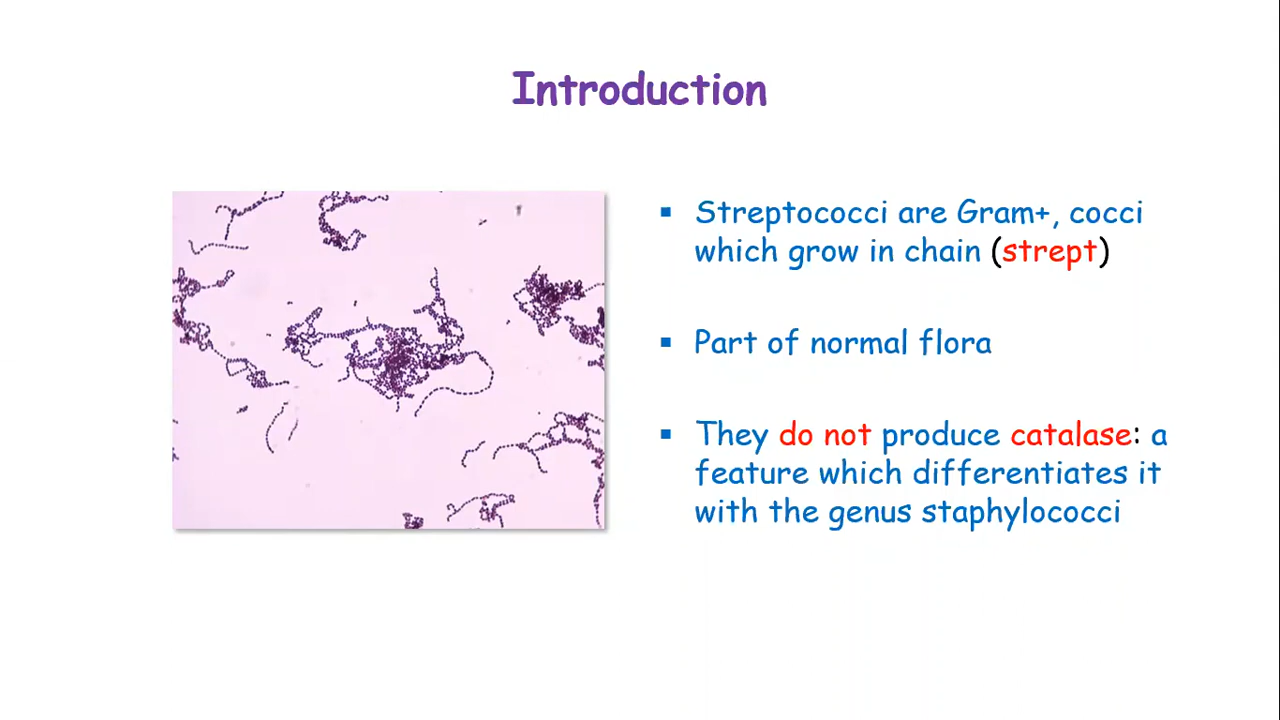 Introduction
▪ Streptococci are Gram+, cocci
which grow in chain (strept)
▪ Part of normal flora
▪ They do not produce catalase: a
feature which differentiates it
with the genus staphylococci